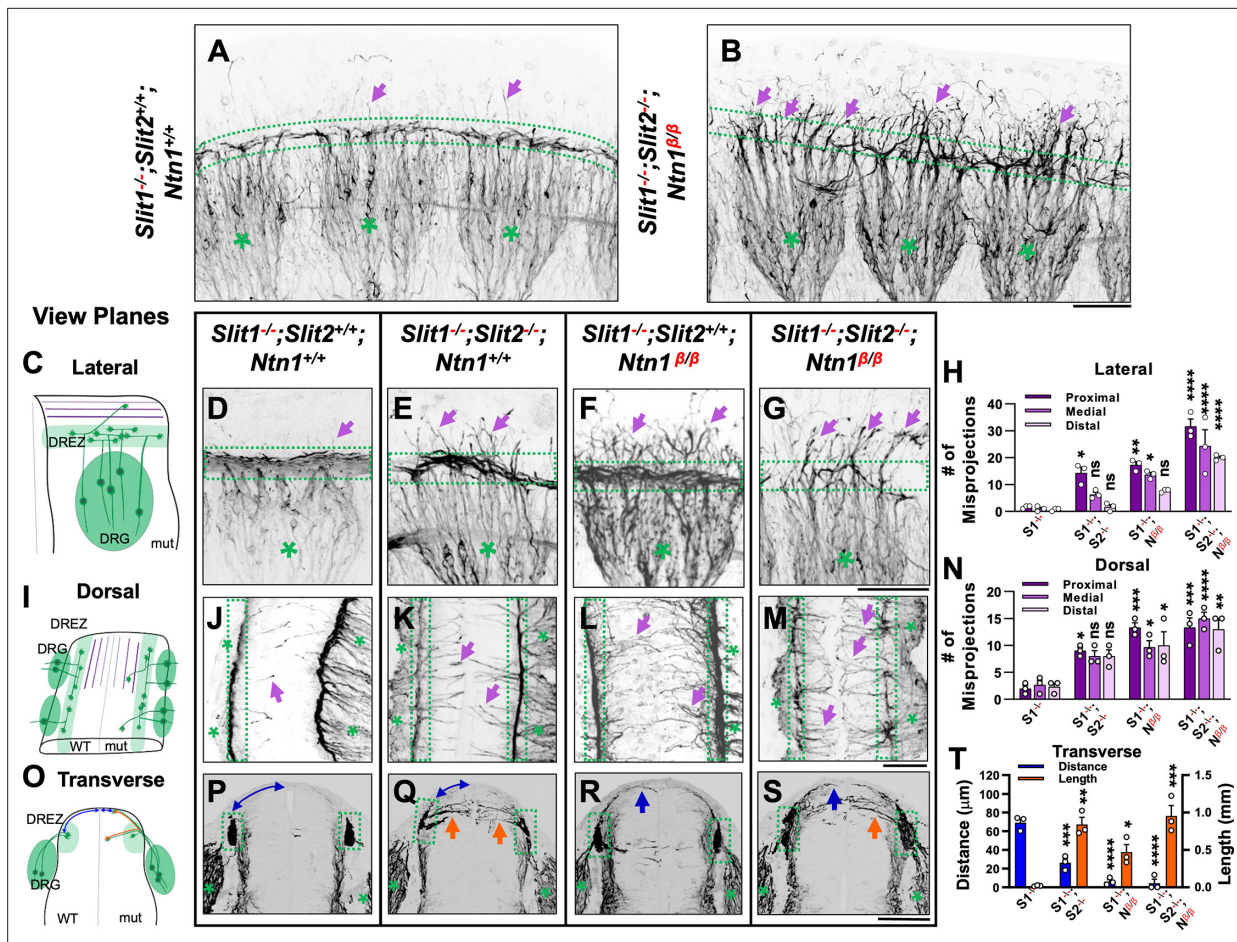 A
B
Slit1-/-;Slit2+/+;
Ntn1+/+
Slit1-/-;Slit2-/-;
Ntn1β/β
*
*
*
*
*
*
View Planes
Slit1-/-;Slit2+/+;
Ntn1+/+
Slit1-/-;Slit2-/-;
Ntn1+/+
Slit1-/-;Slit2+/+;
Ntn1β/β
Slit1-/-;Slit2-/-;
Ntn1β/β
C
Lateral
DREZ
DRG
mut
D
E
F
G
*
*
*
*
H
Lateral
Proximal
Medial
Distal
# of
Misprojections
40
30
20
10
0
*
ns
ns
**
*
ns
****
****
****
S1-/-
S1-/-;
S2-/-
S1-/-;
Nβ/β
S1-/-;
S2-/-;
Nβ/β
I
Dorsal
DREZ
DRG
WT
mut
J
K
L
M
N
Dorsal
Proximal
Medial
Distal
# of
Misprojections
20
15
10
5
0
*
ns
ns
***
*
*
***
****
**
S1-/-
S1-/-;
S2-/-
S1-/-;
Nβ/β
S1-/-;
S2-/-;
Nβ/β
O
Transverse
DREZ
DRG
WT
mut
P
Q
R
S
T
Transverse
Distance
Length
Distance (μm)
120
100
80
60
40
20
0
Length (mm)
1.5
1.0
0.5
0.0
***
**
****
*
****
***
S1-/-
S1-/-;
S2-/-
S1-/-;
Nβ/β
S1-/-;
S2-/-;
Nβ/β